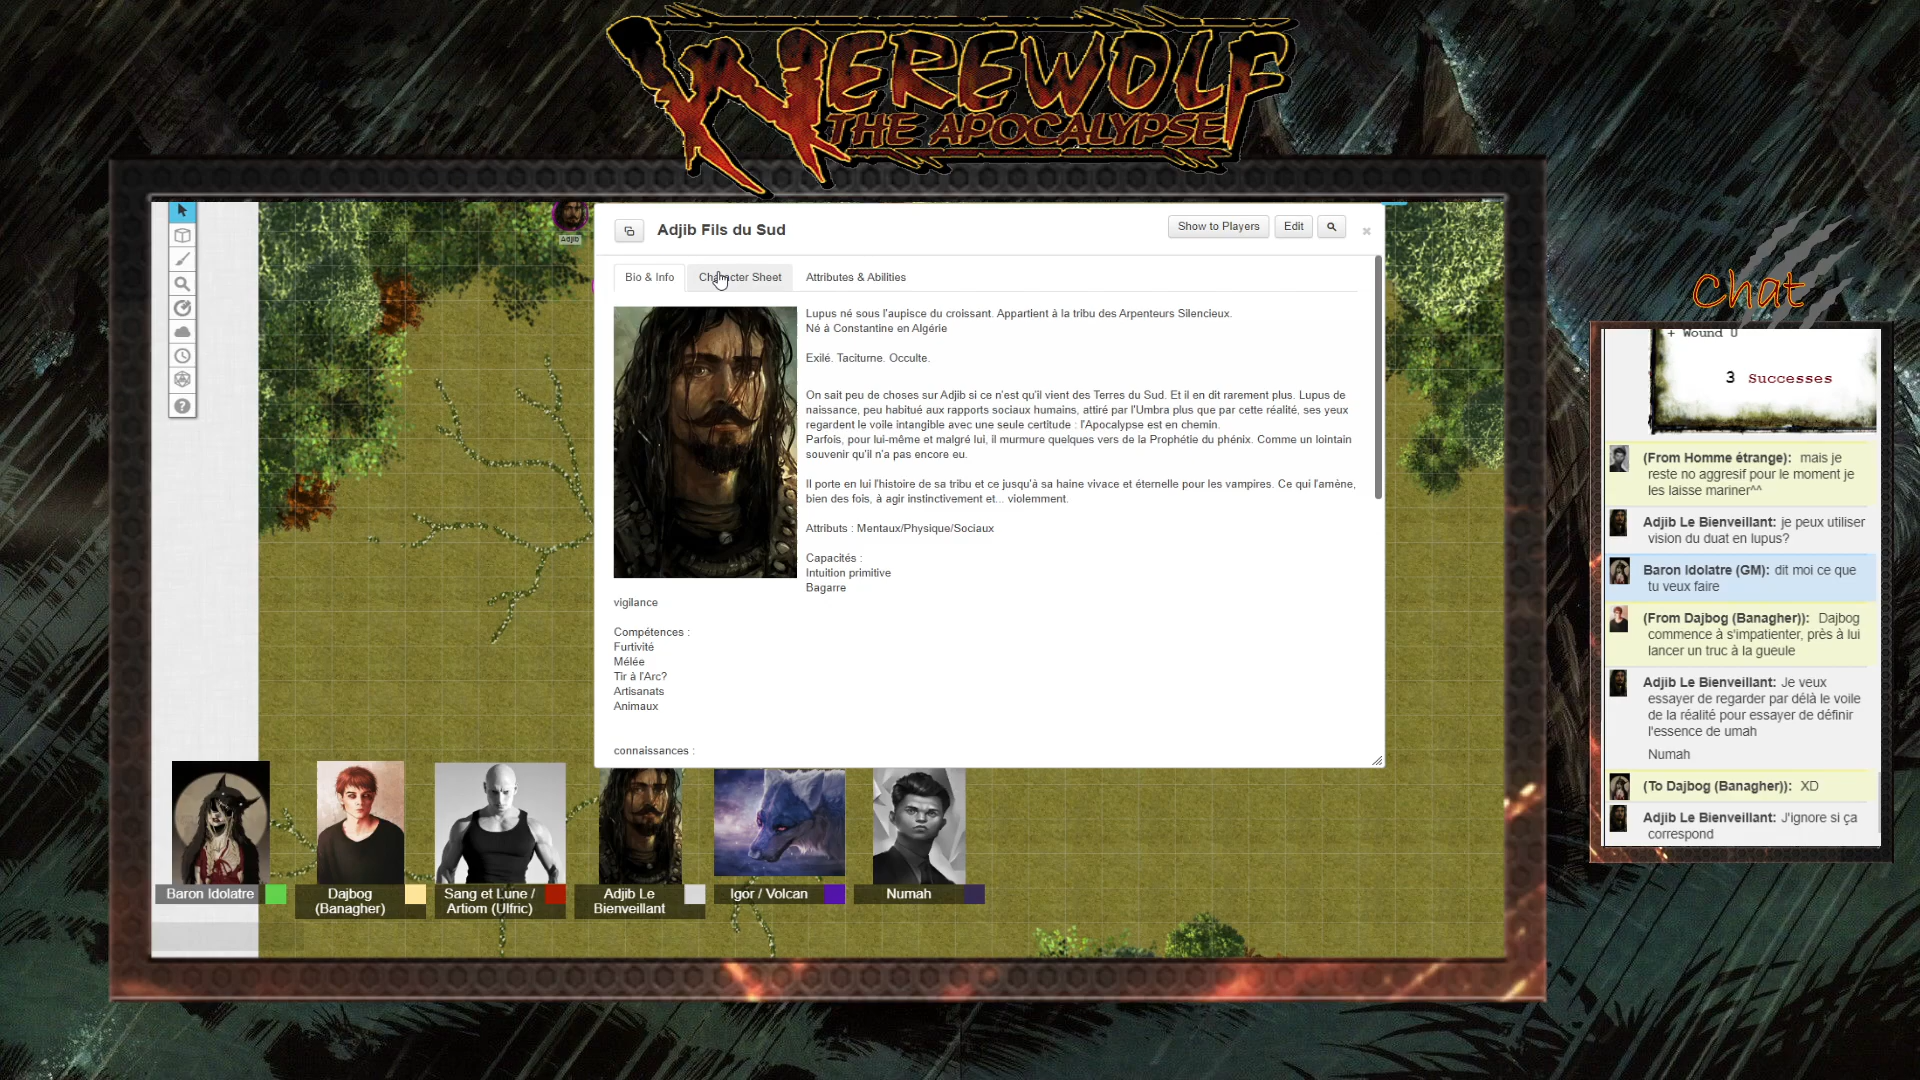 WEREWOLF
THE APOCALYPSE
Adjib
Adjib Fils du Sud
Show to Players
Edit
Bio & Info
Character Sheet
Attributes & Abilities
Lupus né sous l'aupisce du croissant. Appartient à la tribu des Arpenteurs Silencieux.
Né à Constantine en Algérie
Exilé. Taciturne. Occulte.
On sait peu de choses sur Adjib si ce n'est qu'il vient des Terres du Sud. Et il en dit rarement plus. Lupus de
naissance, peu habitué aux rapports sociaux humains, attiré par l'Umbra plus que par cette réalité, ses yeux
regardent le voile intangible avec une seule certitude : l'Apocalypse est en chemin.
Parfois, pour lui-même et malgré lui, il murmure quelques vers de la Prophétie du phénix. Comme un lointain
souvenir qu'il n'a pas encore eu.
Il porte en lui l'histoire de sa tribu et ce jusqu'à sa haine vivace et éternelle pour les vampires. Ce qui l'amène,
bien des fois, à agir instinctivement et... violemment.
Attributs : Mentaux/Physique/Sociaux
Capacités :
Intuition primitive
Bagarre
vigilance
Compétences :
Furtivité
Mélée
Tir à l'Arc?
Artisanats
Animaux
connaissances :
Baron Idolatre
Dajbog
(Banagher)
Sang et Lune /
Artiom (Ulfric)
Adjib Le
Bienveillant
Igor / Volcan
Numah
Chat
+ Wound 0
3 Successes
(From Homme étrange): mais je
reste no aggresif pour le moment je
les laisse mariner^^
Adjib Le Bienveillant: je peux utiliser
vision du duat en lupus?
Baron Idolatre (GM): dit moi ce que
tu veux faire
(From Dajbog (Banagher)): Dajbog
commence à s'impatienter, près à lui
lancer un truc à la gueule
Adjib Le Bienveillant: Je veux
essayer de regarder par délà le voile
de la réalité pour essayer de définir
l'essence de umah
Numah
(To Dajbog (Banagher)): XD
Adjib Le Bienveillant: J'ignore si ça
correspond